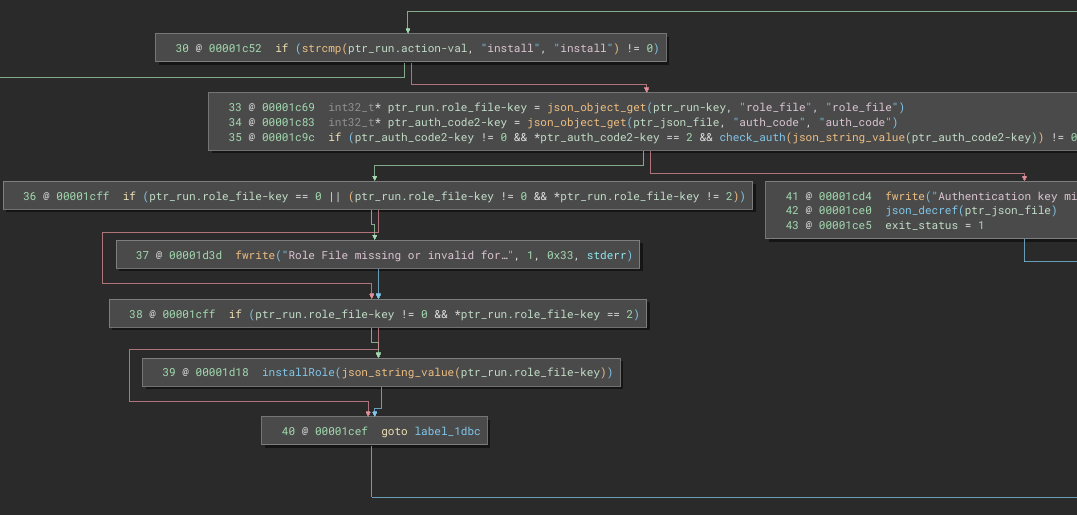 30 @ 00001c52  if (strcmp(ptr_run.action-val, "install", "install") != 0)
33 @ 00001c69  int32_t* ptr_run.role_file-key = json_object_get(ptr_run-key, "role_file", "role_file")
34 @ 00001c83  int32_t* ptr_auth_code2-key = json_object_get(ptr_json_file, "auth_code", "auth_code")
35 @ 00001c9c  if (ptr_auth_code2-key != 0 && *ptr_auth_code2-key == 2 && check_auth(json_string_value(ptr_auth_code2-key)) != 0
36 @ 00001cff  if (ptr_run.role_file-key == 0 || (ptr_run.role_file-key != 0 && *ptr_run.role_file-key != 2))
41 @ 00001cd4  fwrite("Authentication key mi
42 @ 00001ce0  json_decref(ptr_json_file)
43 @ 00001ce5  exit_status = 1
37 @ 00001d3d  fwrite("Role File missing or invalid for…", 1, 0x33, stderr)
38 @ 00001cff  if (ptr_run.role_file-key != 0 && *ptr_run.role_file-key == 2)
39 @ 00001d18  installRole(json_string_value(ptr_run.role_file-key))
40 @ 00001cef  goto label_1dbc